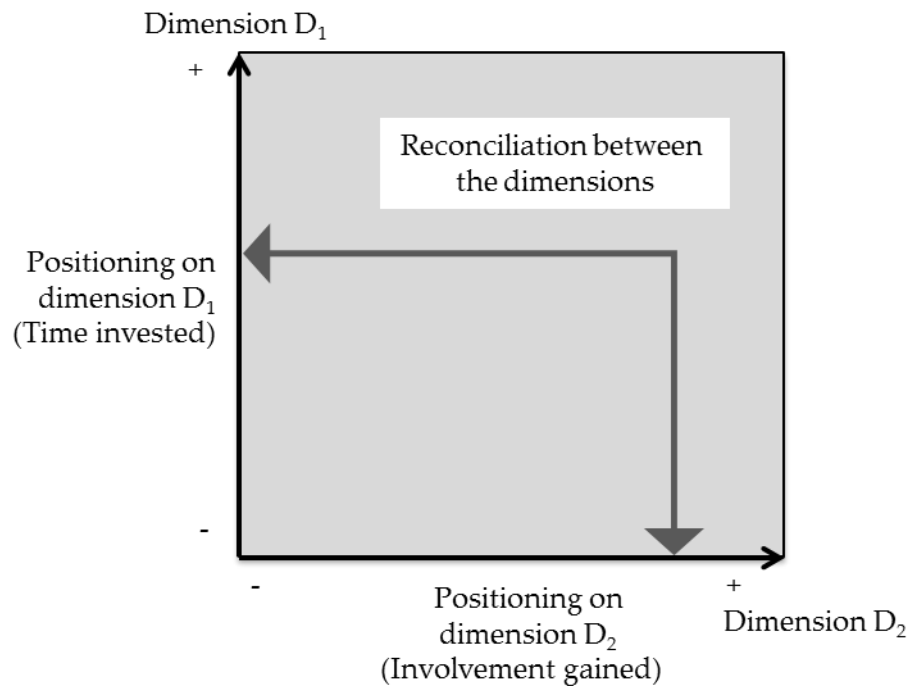 Dimension D₁
+
Reconciliation between
the dimensions
Positioning on
dimension D₁
(Time invested)
-
-
+
Positioning on
dimension D₂
(Involvement gained)
Dimension D₂